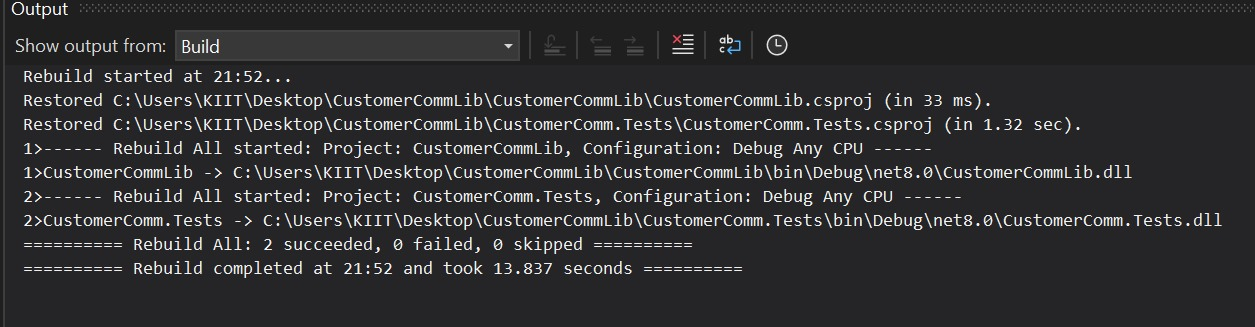 Output
Show output from: Build
Rebuild started at 21:52...
Restored C:\Users\KIIT\Desktop\CustomerCommLib\CustomerCommLib\CustomerCommLib.csproj (in 33 ms).
Restored C:\Users\KIIT\Desktop\CustomerCommLib\CustomerComm.Tests\CustomerComm.Tests.csproj (in 1.32 sec).
1>------ Rebuild All started: Project: CustomerCommLib, Configuration: Debug Any CPU ------
1>CustomerCommLib -> C:\Users\KIIT\Desktop\CustomerCommLib\CustomerCommLib\bin\Debug\net8.0\CustomerCommLib.dll
2>------ Rebuild All started: Project: CustomerComm.Tests, Configuration: Debug Any CPU ------
2>CustomerComm.Tests -> C:\Users\KIIT\Desktop\CustomerCommLib\CustomerComm.Tests\bin\Debug\net8.0\CustomerComm.Tests.dll
========== Rebuild All: 2 succeeded, 0 failed, 0 skipped ==========
========== Rebuild completed at 21:52 and took 13.837 seconds ==========